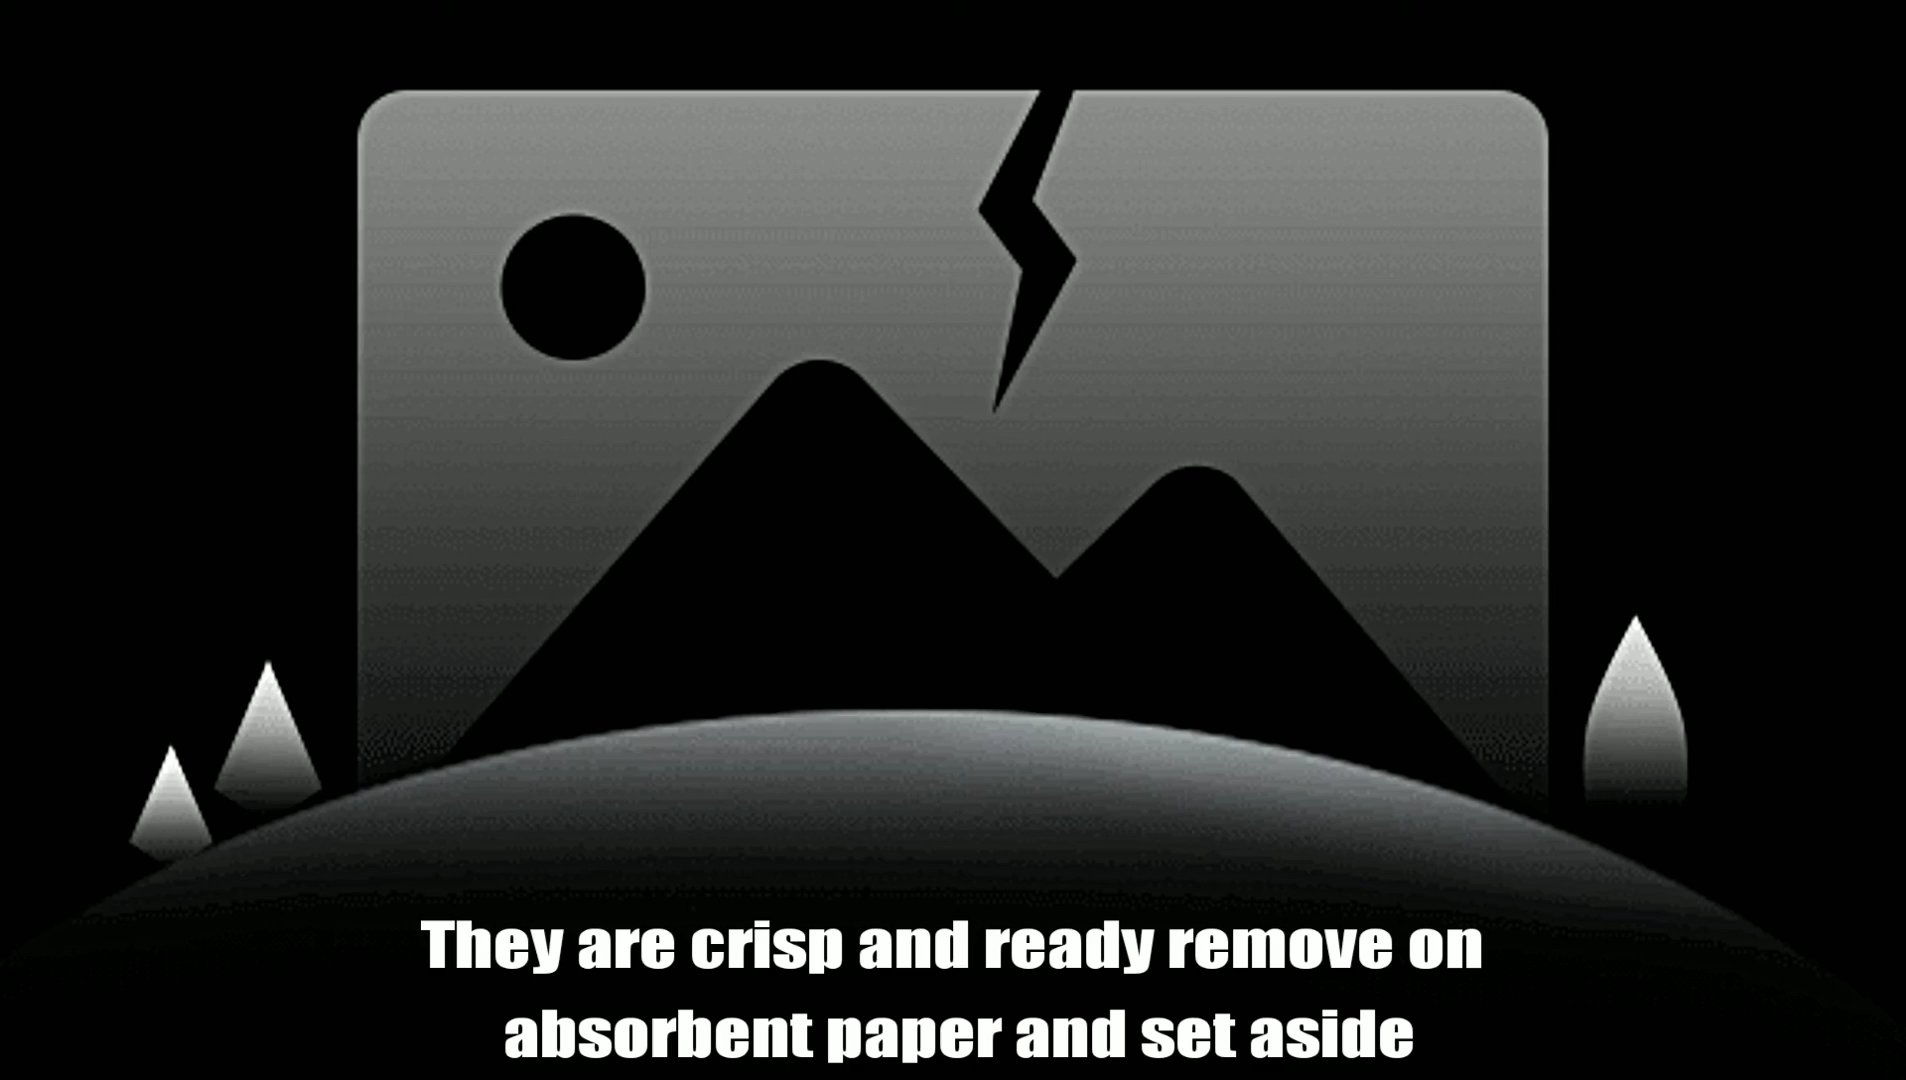 They are crisp and ready remove on
absorbent paper and set aside